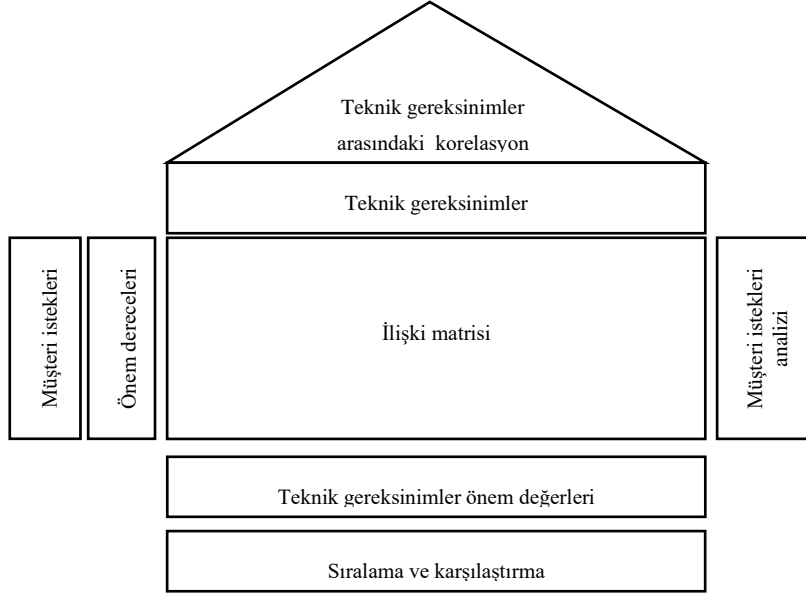 Teknik gereksinimler
arasındaki korelasyon
Teknik gereksinimler
Müşteri istekleri
Önem dereceleri
İlişki matrisi
Müşteri istekleri
analizi
Teknik gereksinimler önem değerleri
Sıralama ve karşılaştırma